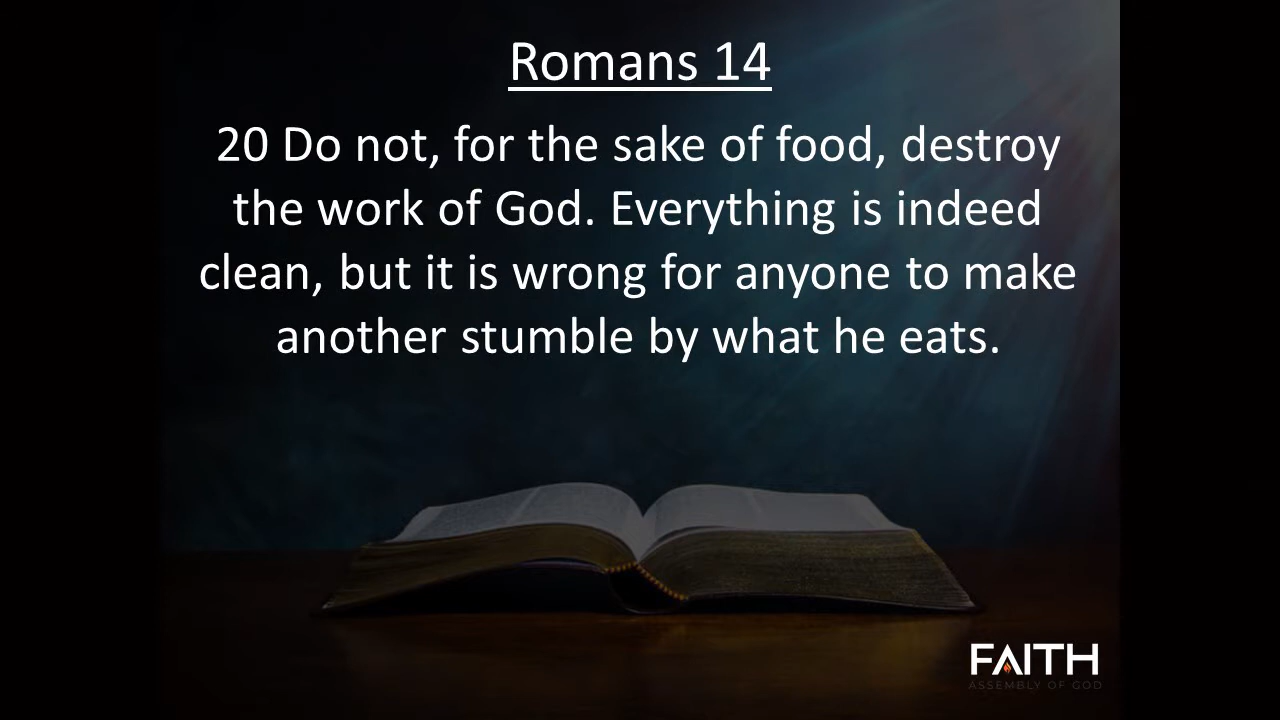 Romans 14
20 Do not, for the sake of food, destroy
the work of God. Everything is indeed
clean, but it is wrong for anyone to make
another stumble by what he eats.
FAITH
ASSEMBLY OF GOD